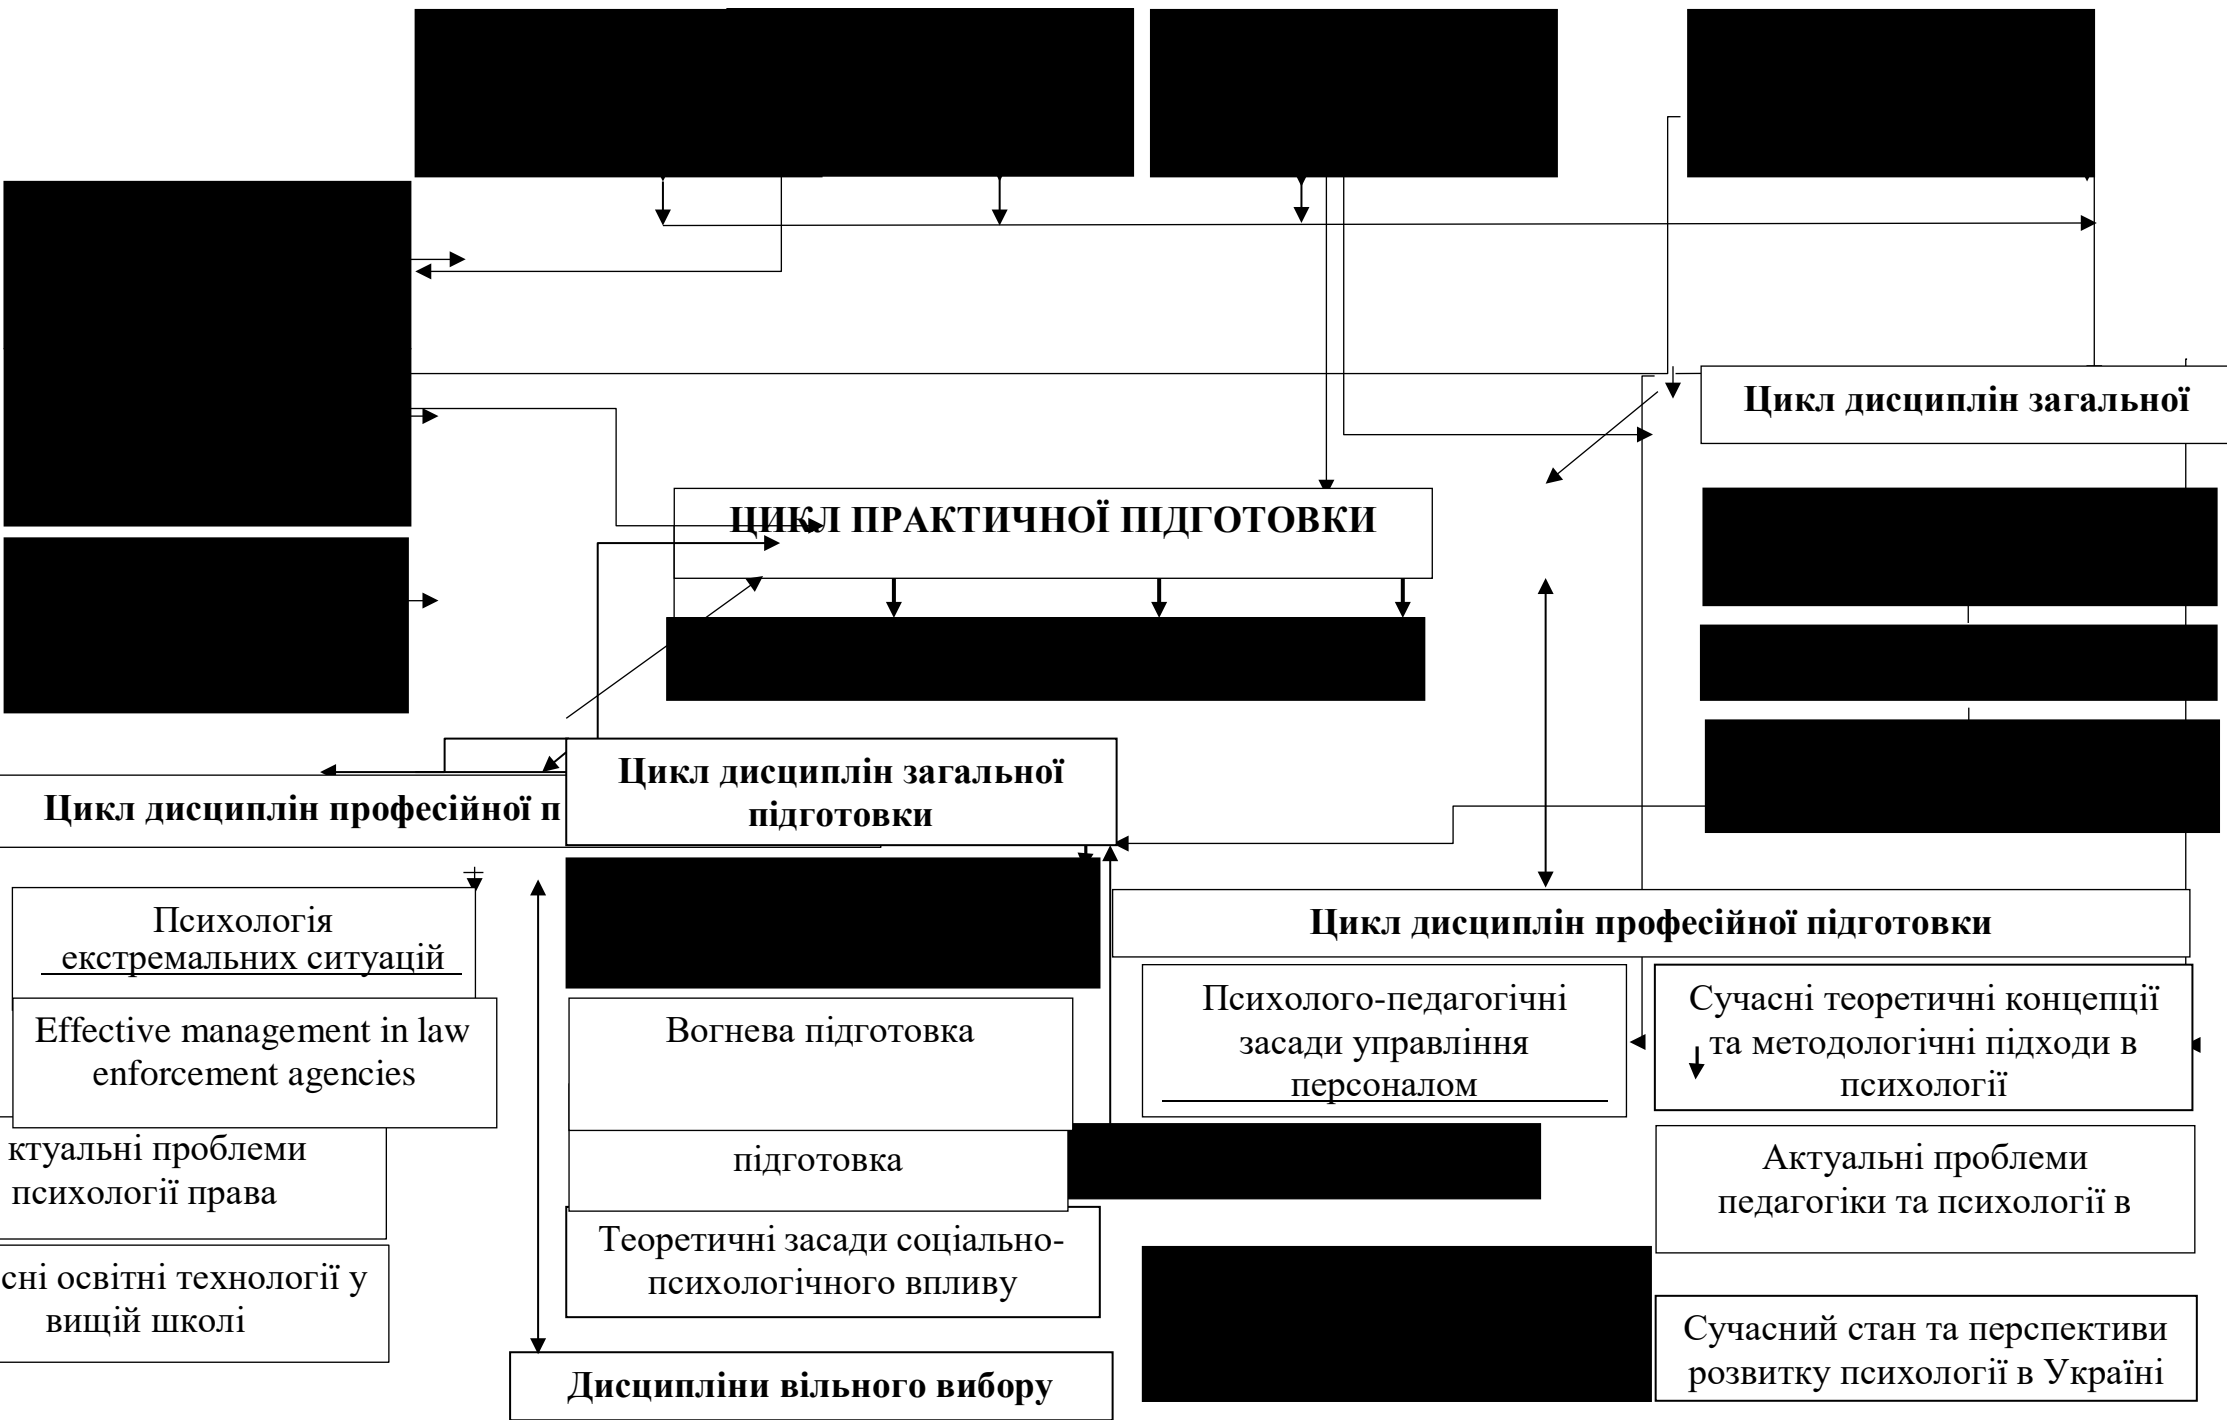 Цикл дисциплін загальної
ЦИКЛ ПРАКТИЧНОЇ ПІДГОТОВКИ
Цикл дисциплін загальної
підготовки
Цикл дисциплін професійної п
Психологія
екстремальних ситуацій
Effective management in law
enforcement agencies
ктуальні проблеми
психології права
сні освітні технології у
вищій школі
Вогнева підготовка
підготовка
Теоретичні засади соціально-
психологічного впливу
Дисципліни вільного вибору
Цикл дисциплін професійної підготовки
Психолого-педагогічні
засади управління
персоналом
Сучасні теоретичні концепції
та методологічні підходи в
психології
Актуальні проблеми
педагогіки та психології в
Сучасний стан та перспективи
розвитку психології в Україні